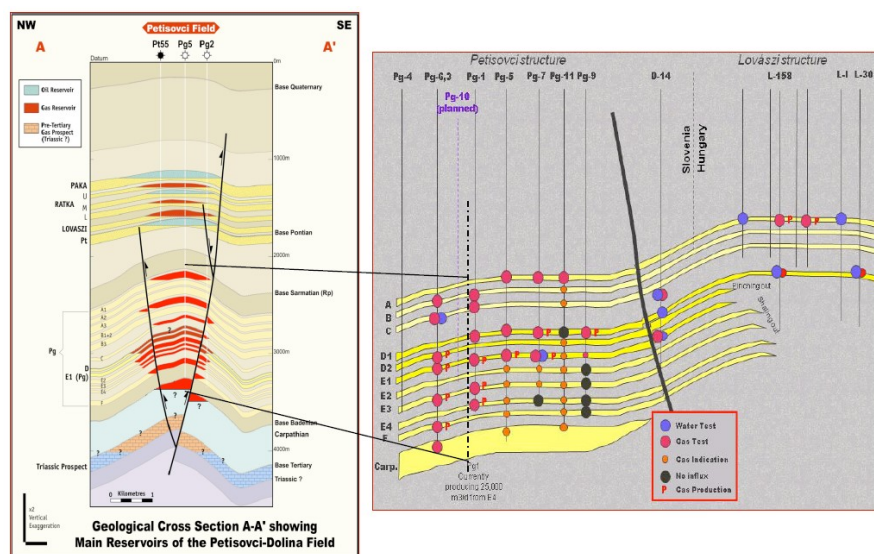 NW
SE
Petisovci Field
A
Pt55
Pg5
Pg2
A'
Datum
0m
Oil Reservoir
Gas Reservoir
Pre-Tertiary
Gas Prospect
(Triassic ?)
Base Quaternary
1000m
PAKA
U
RATKA
M
L
LOVASZI
Pt
Base Pontian
2000m
Base Sarmatian (Rp)
A1
A2
A3
?
B1+2
B3
Pg
C
3000m
D
E1 (Pg)
E2
E3
E4
?
?
?
Base Badenian
Carpathian
?
?
?
?
4000m
Triassic Prospect
Base Tertiary
Triassic ?
?
0 Kilometres 1
x2
Vertical
Exaggeration
Geological Cross Section A-A' showing
Main Reservoirs of the Petisovci-Dolina Field
Petisovci structure
Lovàszi structure
Pg-4
Pg-6,3
Pg-1
Pg-5
Pg-7
Pg-11
Pg-9
D-14
L-158
L-I
L-30
Pg-10
(planned)
Slovenia
Hungary
P
P
A
B
C
P
P
P
P
Pinching out
Shaling out
D1
D2
E1
E2
E3
E4
F
Carp.
P
P
P
P
P
P
P
P
P
Currently
producing 25,000
m3/d from E4
Water Test
Gas Test
Gas Indication
No influx
P Gas Production